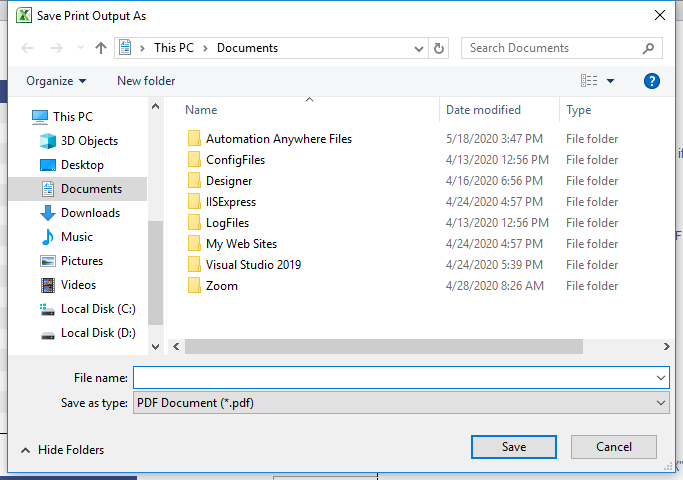 Save Print Output As
This PC > Documents
Search Documents
Organize New folder
?
Name Date modified Type
This PC
3D Objects
Desktop
Documents
Downloads
Music
Pictures
Videos
Local Disk (C:)
Local Disk (D:)
Automation Anywhere Files 5/18/2020 3:47 PM File folder
ConfigFiles 4/13/2020 12:56 PM File folder
Designer 4/16/2020 6:56 PM File folder
IISExpress 4/24/2020 4:57 PM File folder
LogFiles 4/13/2020 12:56 PM File folder
My Web Sites 4/24/2020 4:57 PM File folder
Visual Studio 2019 4/24/2020 5:39 PM File folder
Zoom 4/28/2020 8:26 AM File folder
File name:
Save as type: PDF Document (*.pdf)
Hide Folders
Save Cancel
if
F